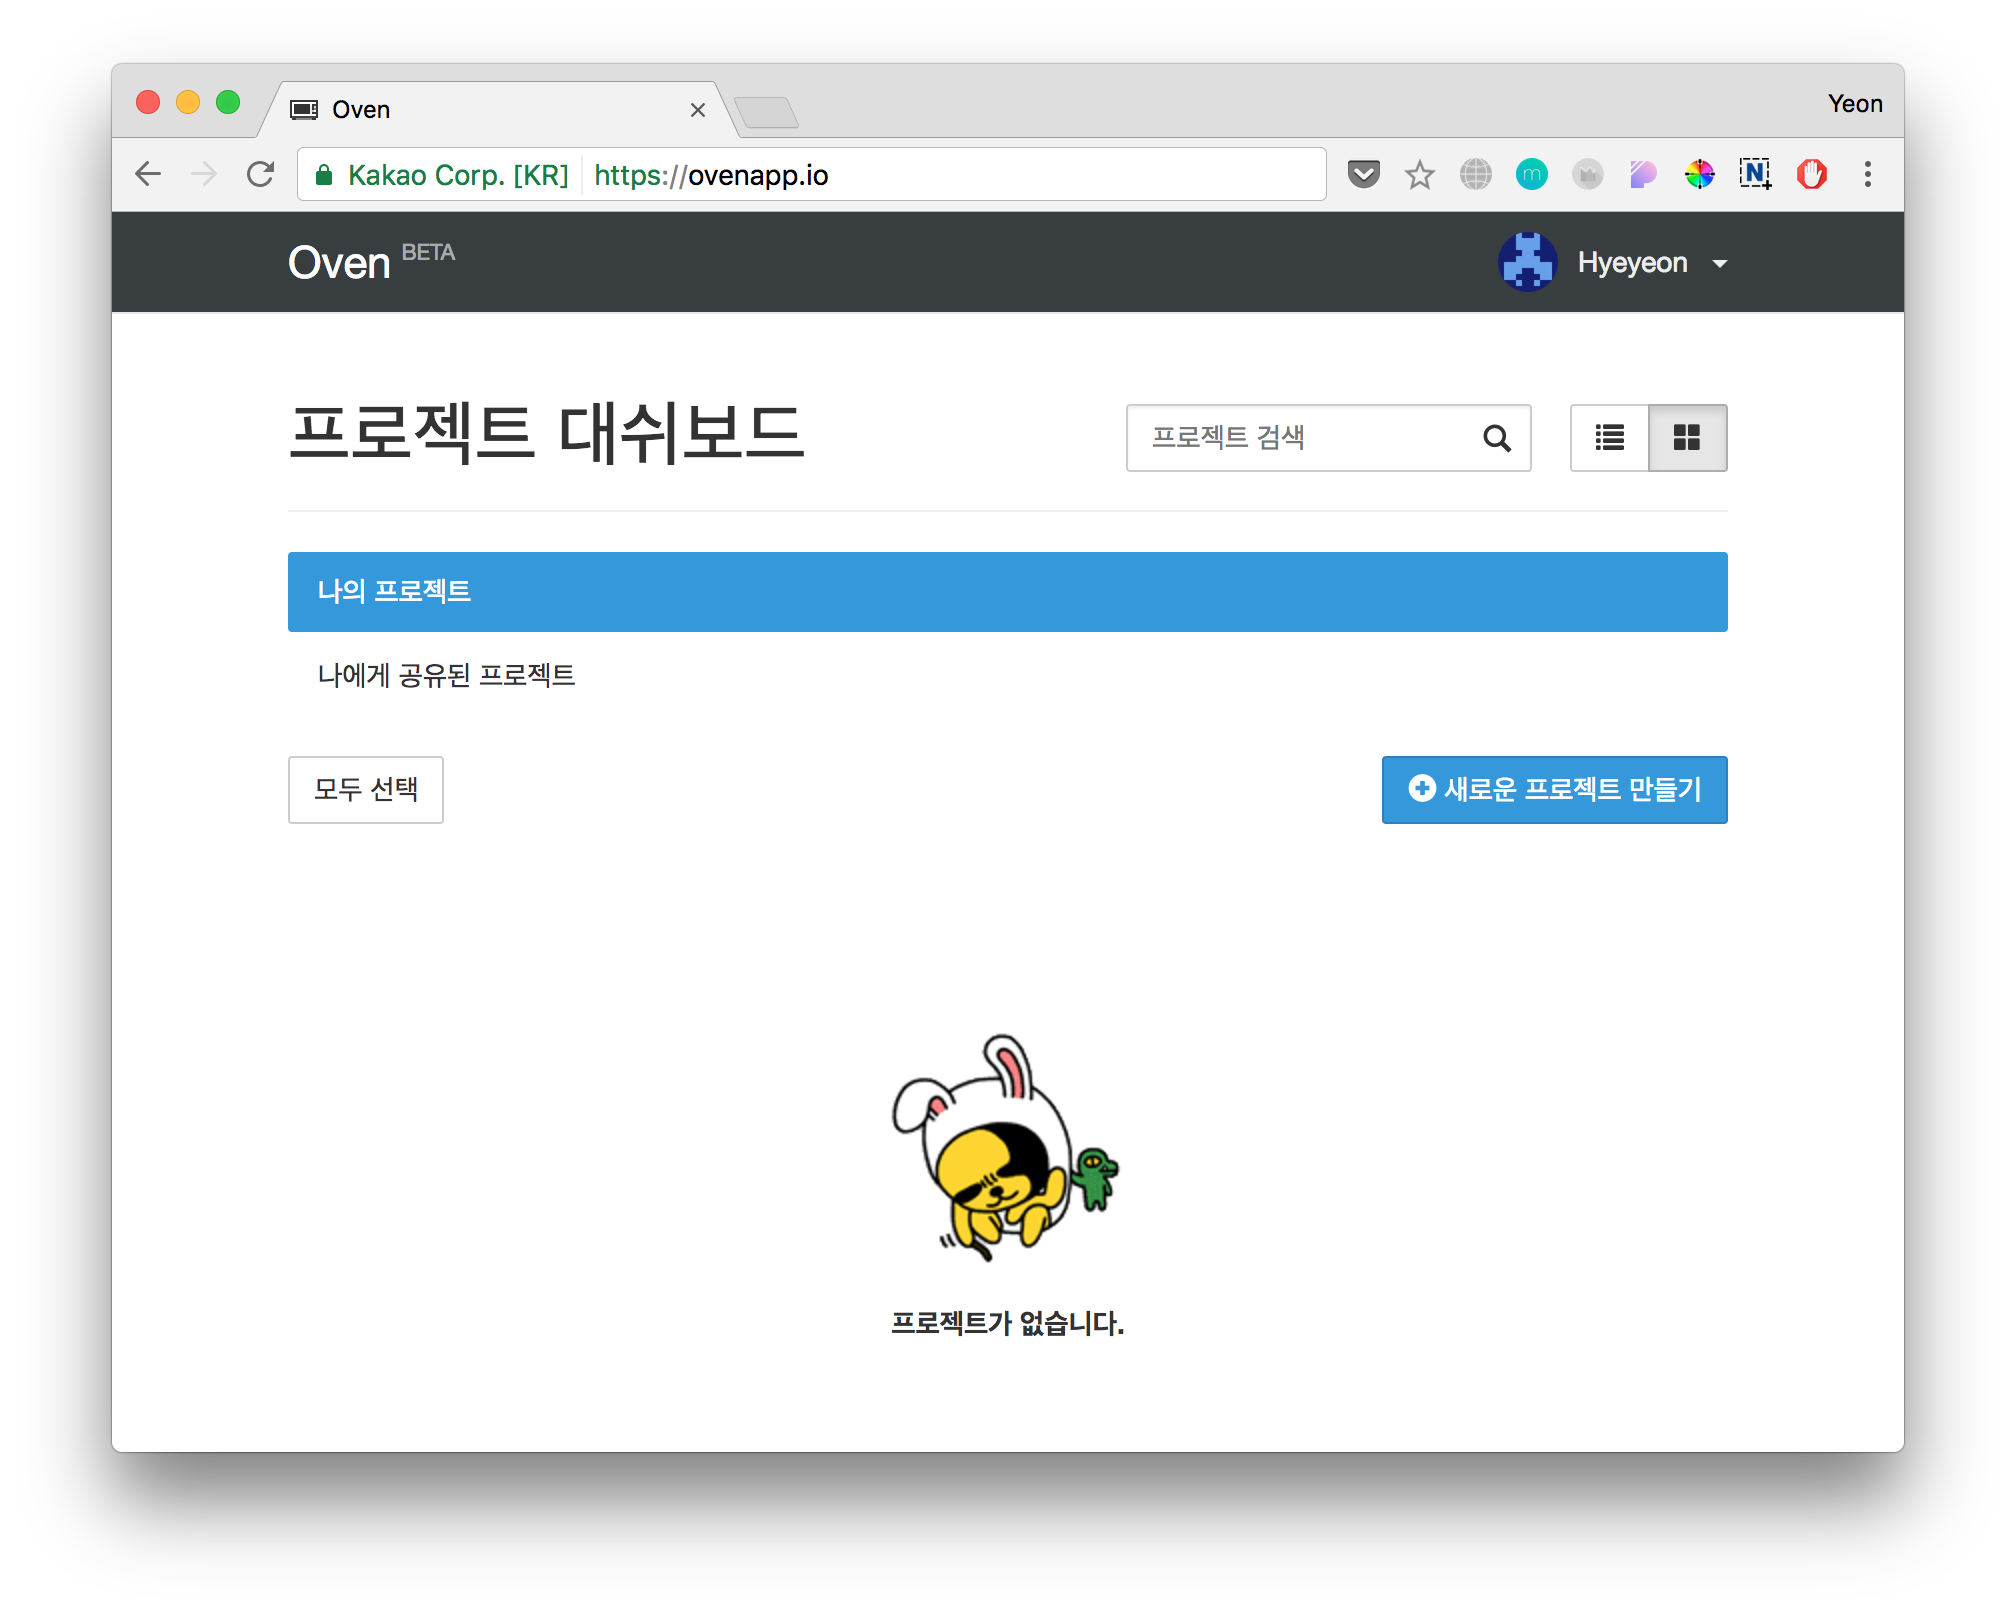 Oven
Yeon
Kakao Corp. [KR] https://ovenapp.io
m
N
Oven BETA
Hyeyeon
프로젝트 대쉬보드
프로젝트 검색
나의 프로젝트
나에게 공유된 프로젝트
모두 선택
새로운 프로젝트 만들기
프로젝트가 없습니다.